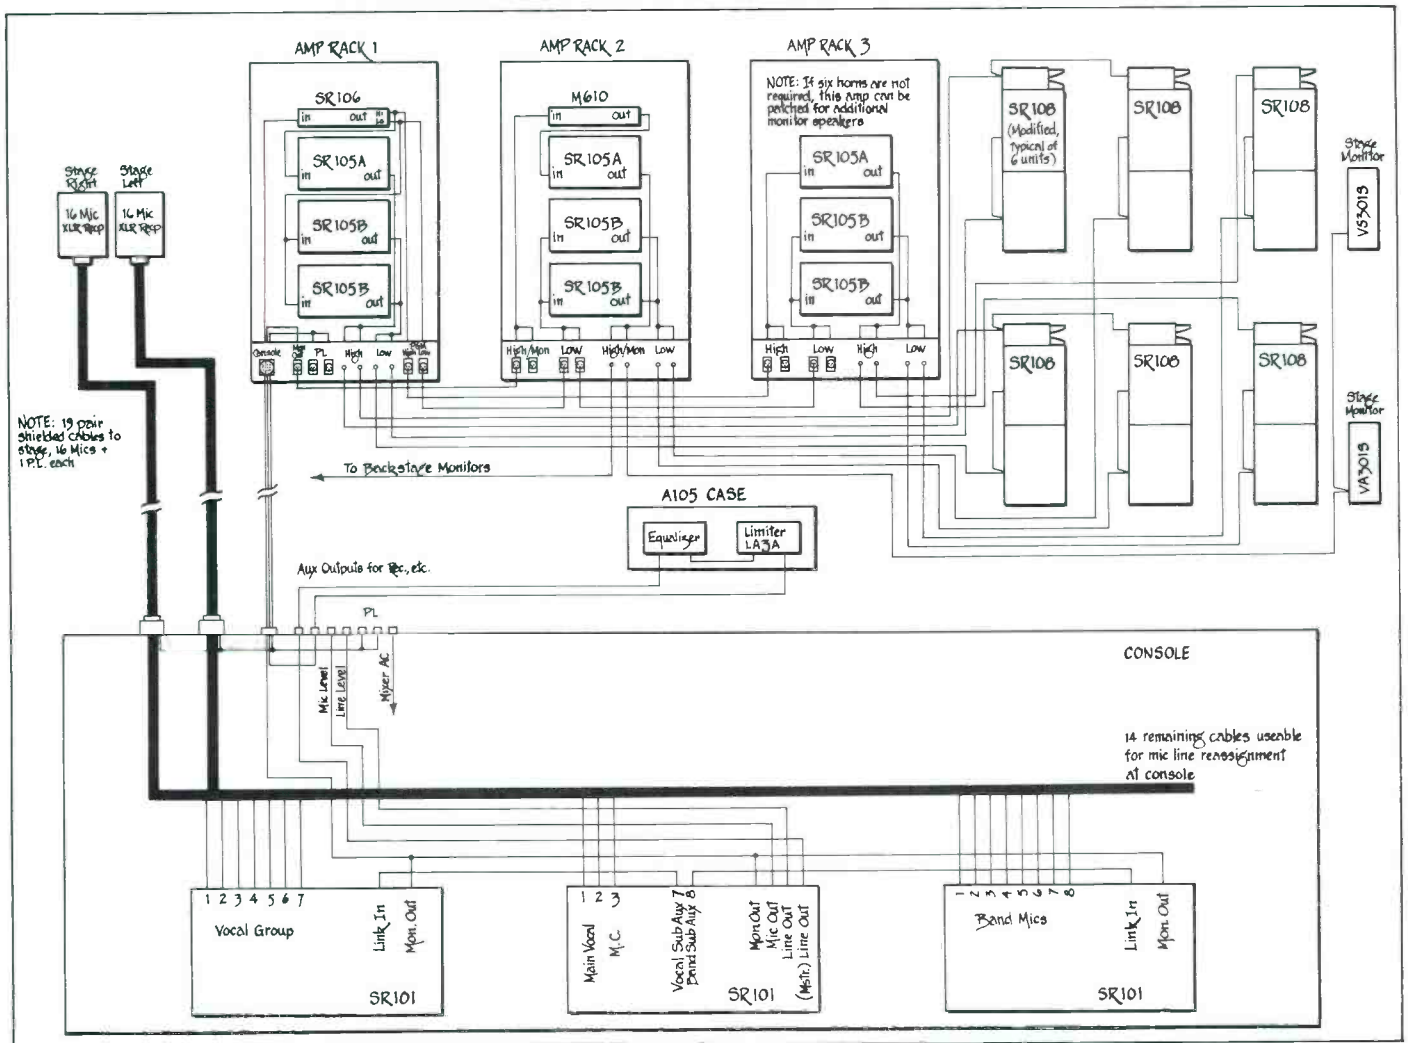 AMP RACK 1
AMP RACK 2
AMP RACK 3
SR106
in
out
Hi
Lo
SR105A
in
out
SR105B
in
out
SR105B
in
out
Console
PL
High
Low
High
Low
M610
in
out
SR105A
in
out
SR105B
in
out
SR105B
in
out
High/Mon
Low
High/Mon
Low
NOTE: If six horns are not
required, this amp can be
patched for additional
monitor speakers
SR105A
in
out
SR105B
in
out
SR105B
in
out
High
Low
High
Low
SR108
(Modified,
typical of
6 units)
SR108
SR108
SR108
SR108
SR108
Stage
Monitor
VS301S
Stage
Monitor
VA301S
Stage
Right
16 Mic
XLR Recp
Stage
Left
16 Mic
XLR Recp
NOTE: 19 pair
shielded cables to
stage, 16 Mics +
1 P.L. each
To Backstage Monitors
A105 CASE
Equalizer
Limiter
LA3A
Aux Outputs for Rec., etc.
PL
Mic Level
Line Level
Mixer AC
CONSOLE
14 remaining cables useable
for mic line reassignment
at console
1 2 3 4 5 6 7
Vocal Group
Link In
Mon. Out
SR101
1 2 3
Main Vocal
M.C.
Vocal Sub Aux 7
Band Sub Aux 8
Mon Out
Mic Out
Line Out
(Mstr.) Line Out
SR101
1 2 3 4 5 6 7 8
Band Mics
Link In
Mon. Out
SR101